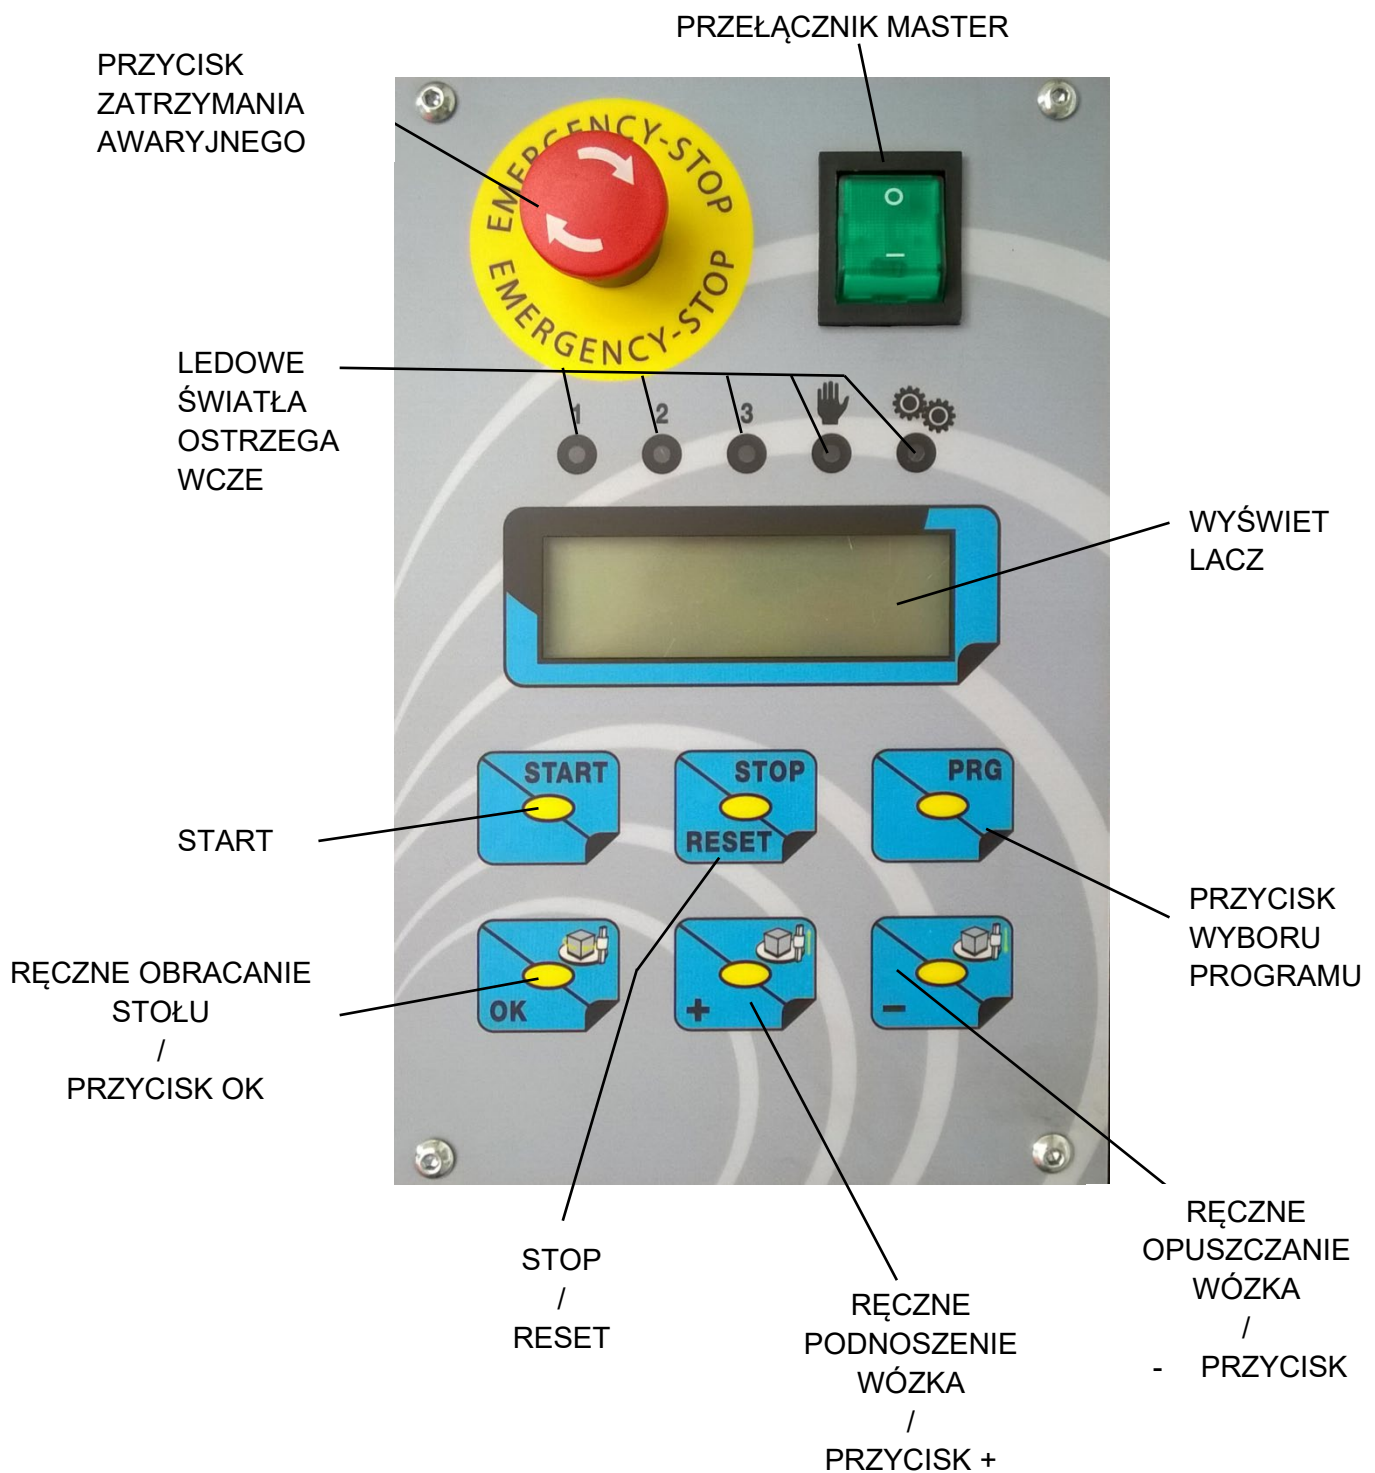 PRZEŁĄCZNIK MASTER
PRZYCISK
ZATRZYMANIA
AWARYJNEGO
EMERGENCY-STOP
EMERGENCY-STOP
O
I
LEDOWE
ŚWIATŁA
OSTRZEGA
WCZE
1
2
3
WYŚWIET
LACZ
START
STOP
RESET
PRG
START
PRZYCISK
WYBORU
PROGRAMU
RĘCZNE OBRACANIE
STOŁU
/
PRZYCISK OK
OK
+
-
STOP
/
RESET
RĘCZNE
PODNOSZENIE
WÓZKA
/
PRZYCISK +
RĘCZNE
OPUSZCZANIE
WÓZKA
/
- PRZYCISK